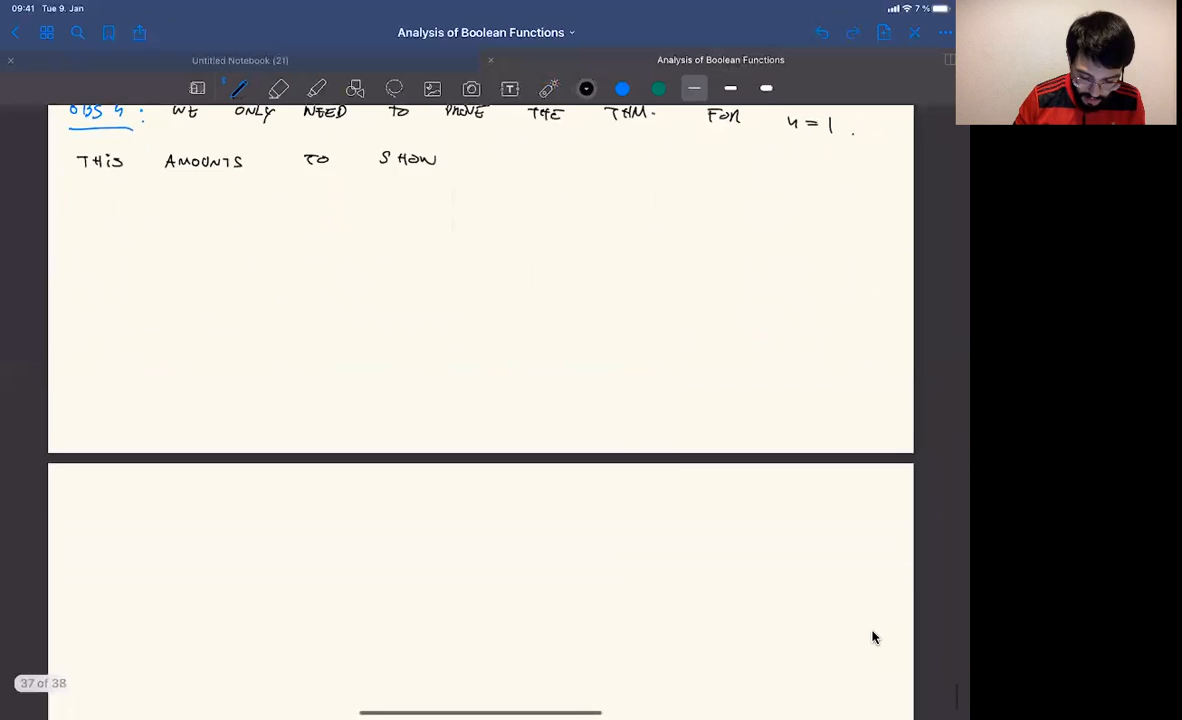 09:41 Tue 9. Jan 7 %
Analysis of Boolean Functions
Untitled Notebook (21) Analysis of Boolean Functions
OBS 4 : WE ONLY NEED TO PROVE THE THM. FOR n = 1 .
THIS AMOUNTS TO SHOW
37 of 38